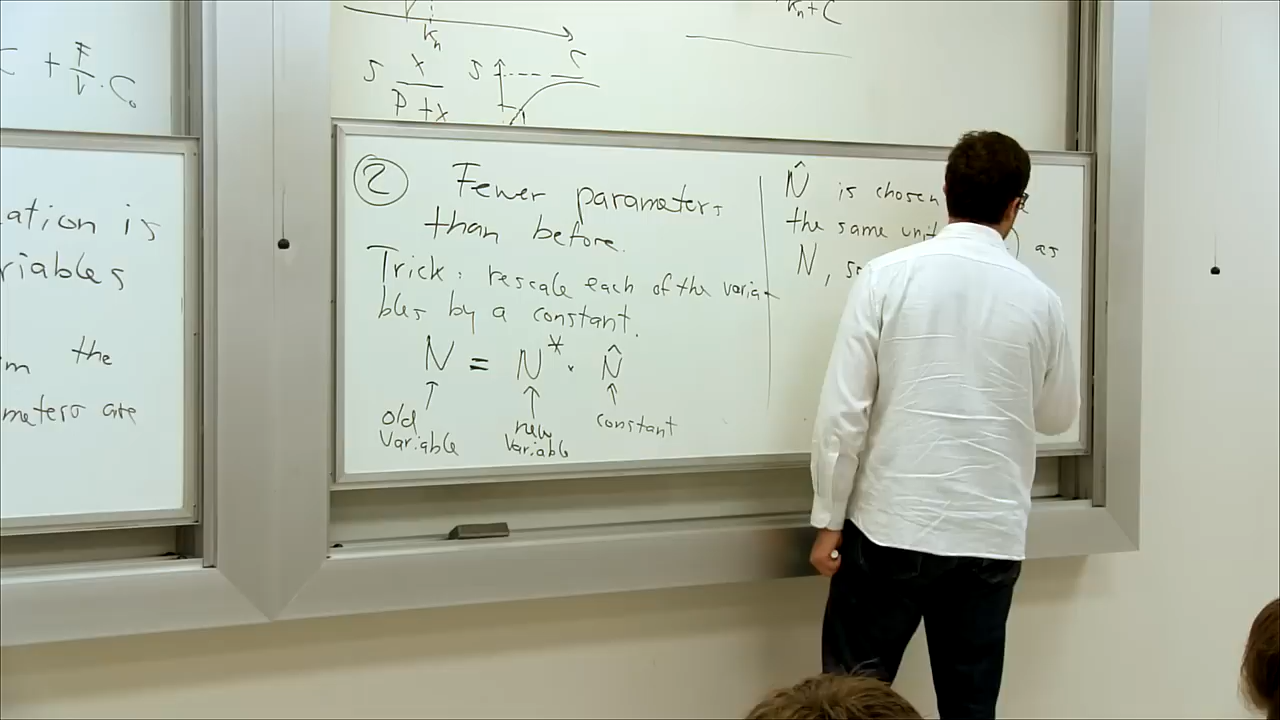 C + F/V · C₀
ation is
riables
m the
meters are
Kₙ
C
Kₙ+C
② Fewer parameters
than before.
Trick: rescale each of the varia-
bles by a constant.
N = N* · N̂
↑ ↑ ↑
old new constant
variable variable
N̂ is chosen
the same as
N,